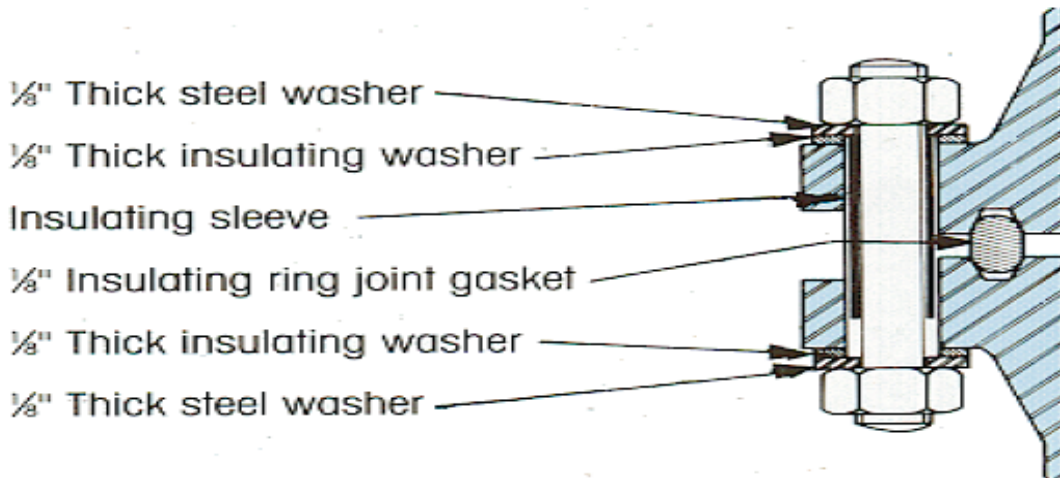 ⅛" Thick steel washer
⅛" Thick insulating washer
Insulating sleeve
⅛" Insulating ring joint gasket
⅛" Thick insulating washer
⅛" Thick steel washer